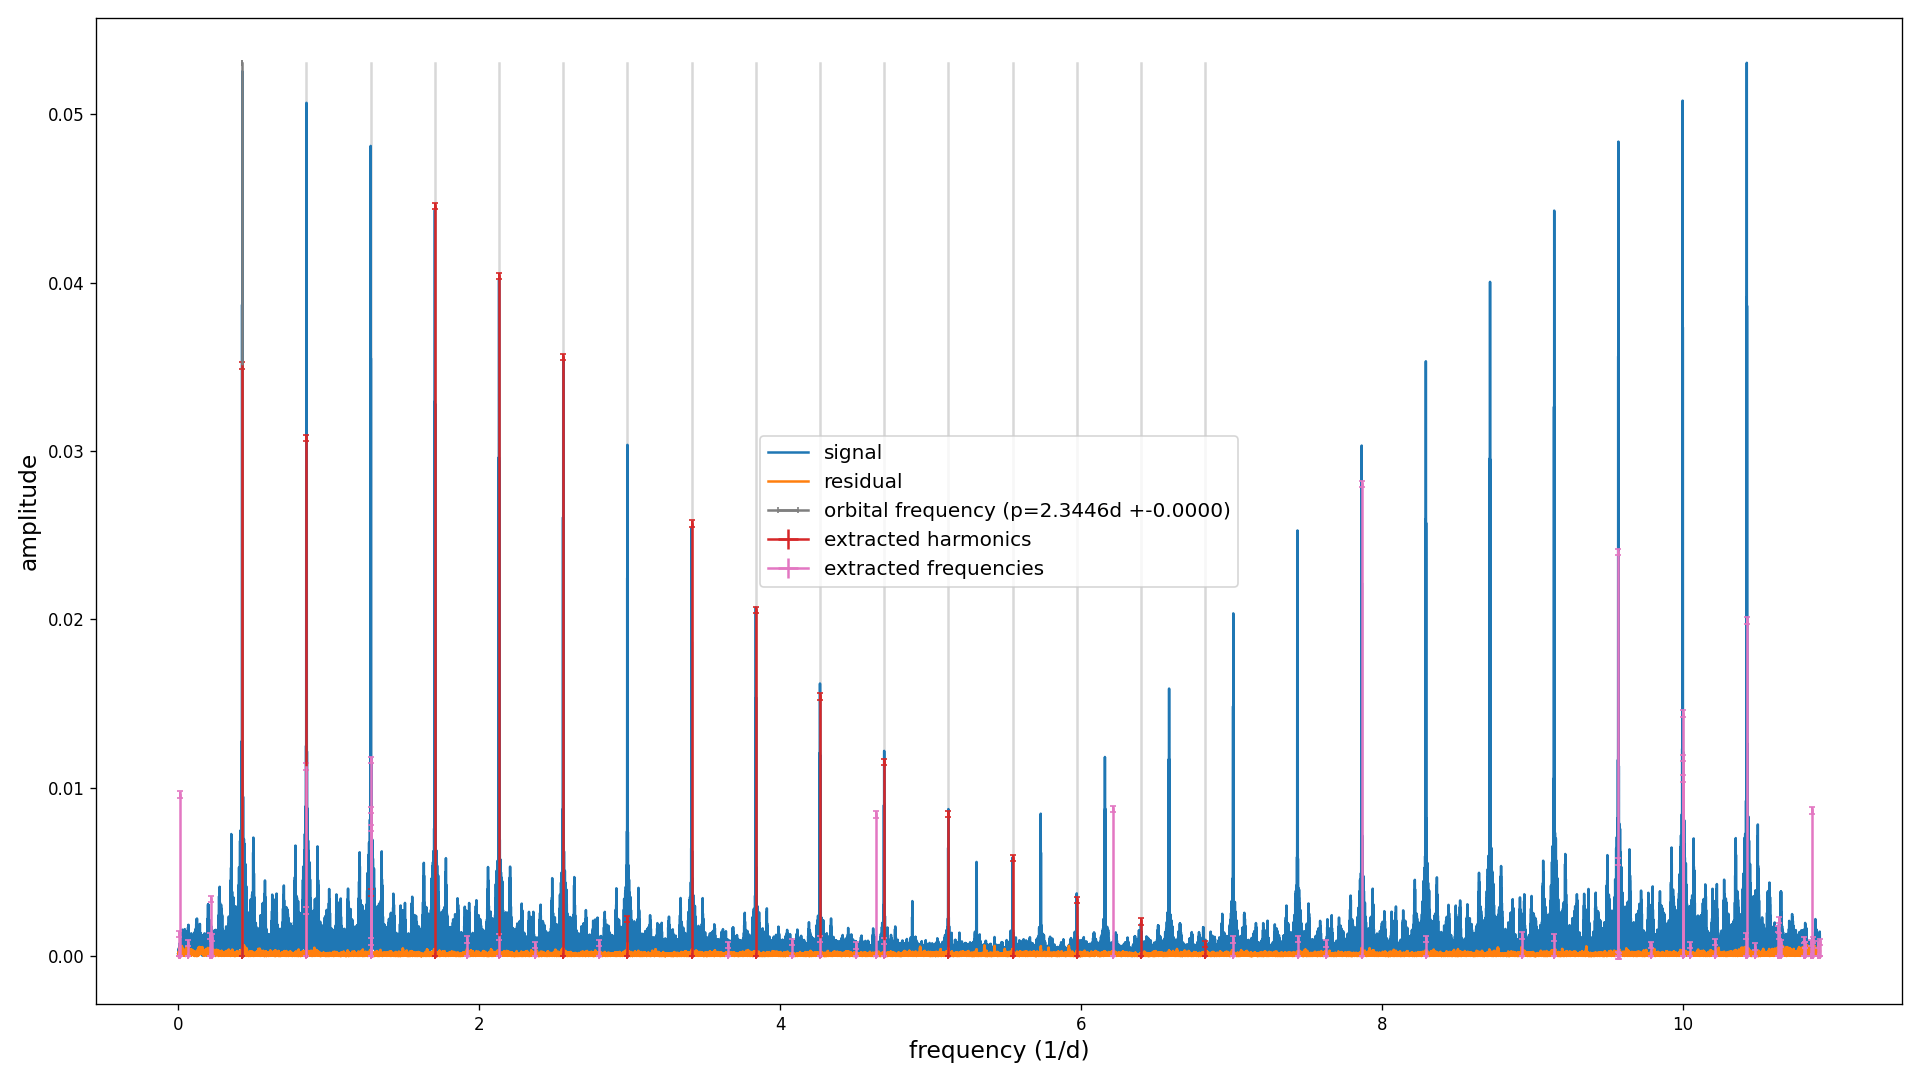 0.05
0.04
0.03
0.02
0.01
0.00
amplitude
signal
residual
orbital frequency (p=2.3446d +-0.0000)
extracted harmonics
extracted frequencies
0 2 4 6 8 10
frequency (1/d)